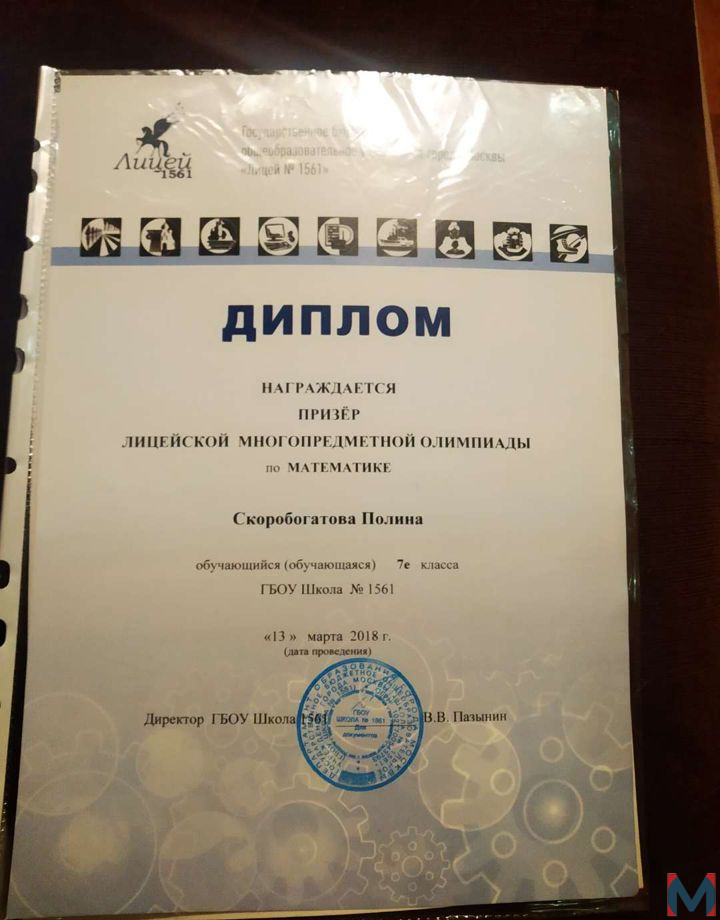 Лицей
1561
Государственное
общеобразовательное города Москвы
«Лицей № 1561»
ДИПЛОМ
НАГРАЖДАЕТСЯ
ПРИЗЁР
ЛИЦЕЙСКОЙ МНОГОПРЕДМЕТНОЙ ОЛИМПИАДЫ
по МАТЕМАТИКЕ
Скоробогатова Полина
обучающийся (обучающаяся) 7е класса
ГБОУ Школа № 1561
«13 » марта 2018 г.
(дата проведения)
Директор ГБОУ Школа 1561 В.В. Пазынин
ГБОУ
ШКОЛА № 1561
Для
документов
М